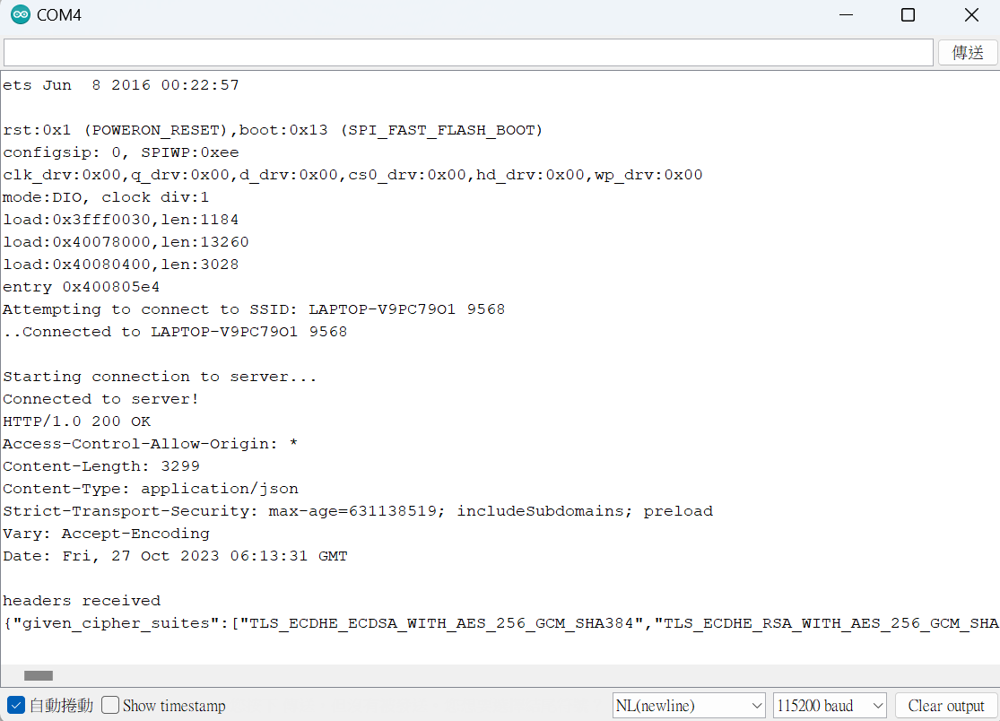 COM4
傳送
ets Jun  8 2016 00:22:57
rst:0x1 (POWERON_RESET),boot:0x13 (SPI_FAST_FLASH_BOOT)
configsip: 0, SPIWP:0xee
clk_drv:0x00,q_drv:0x00,d_drv:0x00,cs0_drv:0x00,hd_drv:0x00,wp_drv:0x00
mode:DIO, clock div:1
load:0x3fff0030,len:1184
load:0x40078000,len:13260
load:0x40080400,len:3028
entry 0x400805e4
Attempting to connect to SSID: LAPTOP-V9PC79O1 9568
..Connected to LAPTOP-V9PC79O1 9568
Starting connection to server...
Connected to server!
HTTP/1.0 200 OK
Access-Control-Allow-Origin: *
Content-Length: 3299
Content-Type: application/json
Strict-Transport-Security: max-age=631138519; includeSubdomains; preload
Vary: Accept-Encoding
Date: Fri, 27 Oct 2023 06:13:31 GMT
headers received
{"given_cipher_suites":["TLS_ECDHE_ECDSA_WITH_AES_256_GCM_SHA384","TLS_ECDHE_RSA_WITH_AES_256_GCM_SHA
自動捲動 Show timestamp NL(newline) 115200 baud Clear output